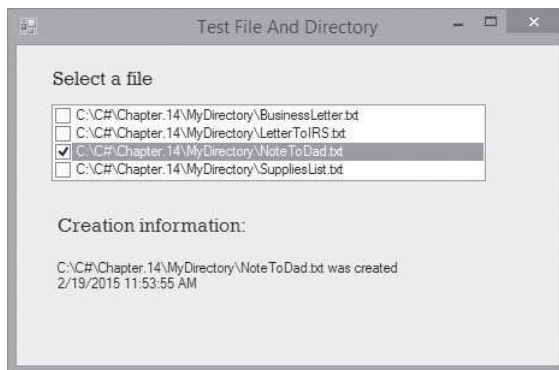 Test File And Directory
Select a file
C:\C#\Chapter.14\MyDirectory\BusinessLetter.txt
C:\C#\Chapter.14\MyDirectory\LetterToIRS.txt
C:\C#\Chapter.14\MyDirectory\NoteToDad.txt
C:\C#\Chapter.14\MyDirectory\SuppliesList.txt
Creation information:
C:\C#\Chapter.14\MyDirectory\NoteToDad.txt was created
2/19/2015 11:53:55 AM